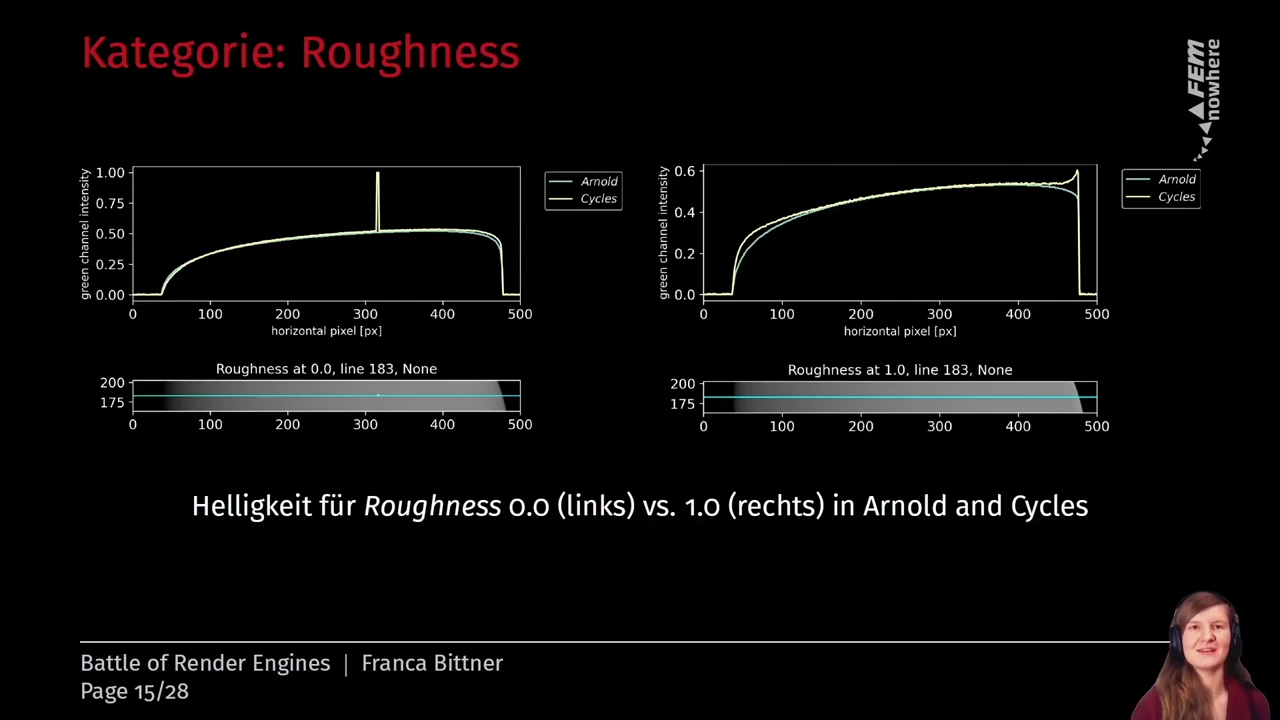 Kategorie: Roughness
FEM
nowhere
green channel intensity
1.00
0.75
0.50
0.25
0.00
0 100 200 300 400 500
horizontal pixel [px]
Arnold
Cycles
green channel intensity
0.6
0.4
0.2
0.0
0 100 200 300 400 500
horizontal pixel [px]
Arnold
Cycles
Roughness at 0.0, line 183, None
200
175
0 100 200 300 400 500
Roughness at 1.0, line 183, None
200
175
0 100 200 300 400 500
Helligkeit für Roughness 0.0 (links) vs. 1.0 (rechts) in Arnold and Cycles
Battle of Render Engines | Franca Bittner
Page 15/28